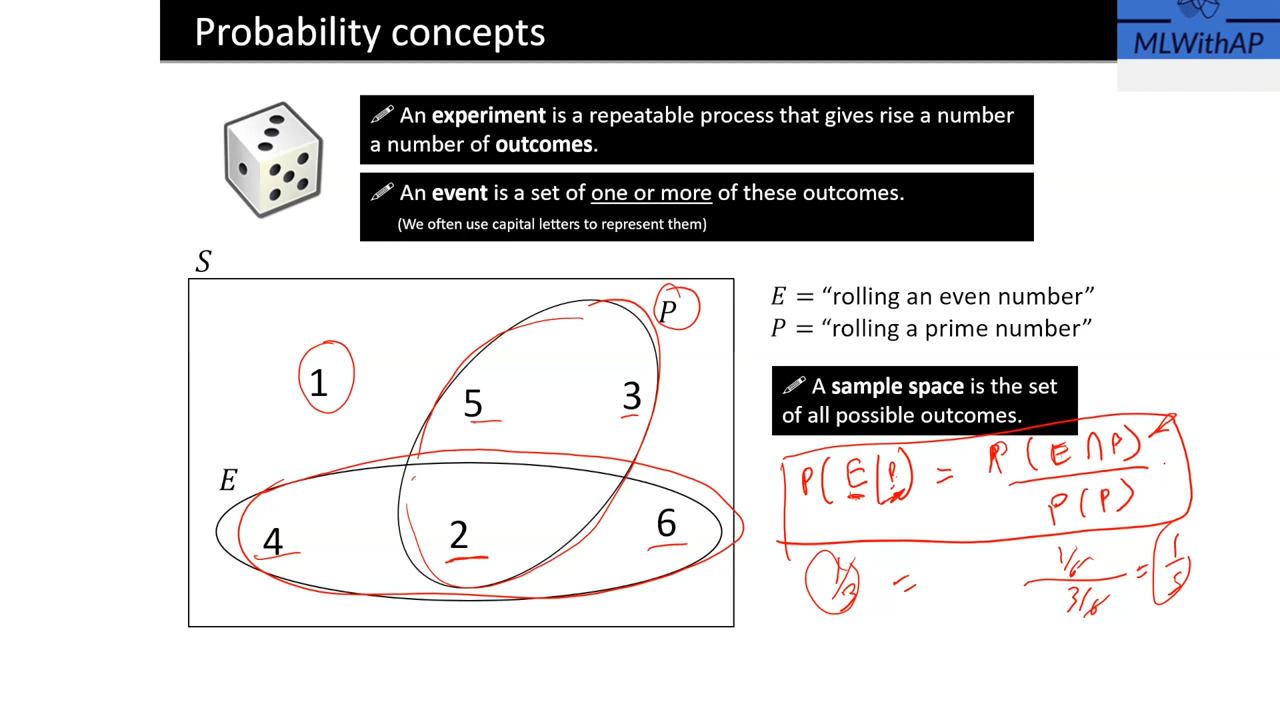 Probability concepts
MLWithAP
An experiment is a repeatable process that gives rise a number
a number of outcomes.
An event is a set of one or more of these outcomes.
(We often use capital letters to represent them)
S
P
E = “rolling an even number”
P = “rolling a prime number”
1
5
3
A sample space is the set
of all possible outcomes.
P(E|P) = P(E∩P)
P(P)
E
4
2
6
1/3 = 1/6
3/6
= 1